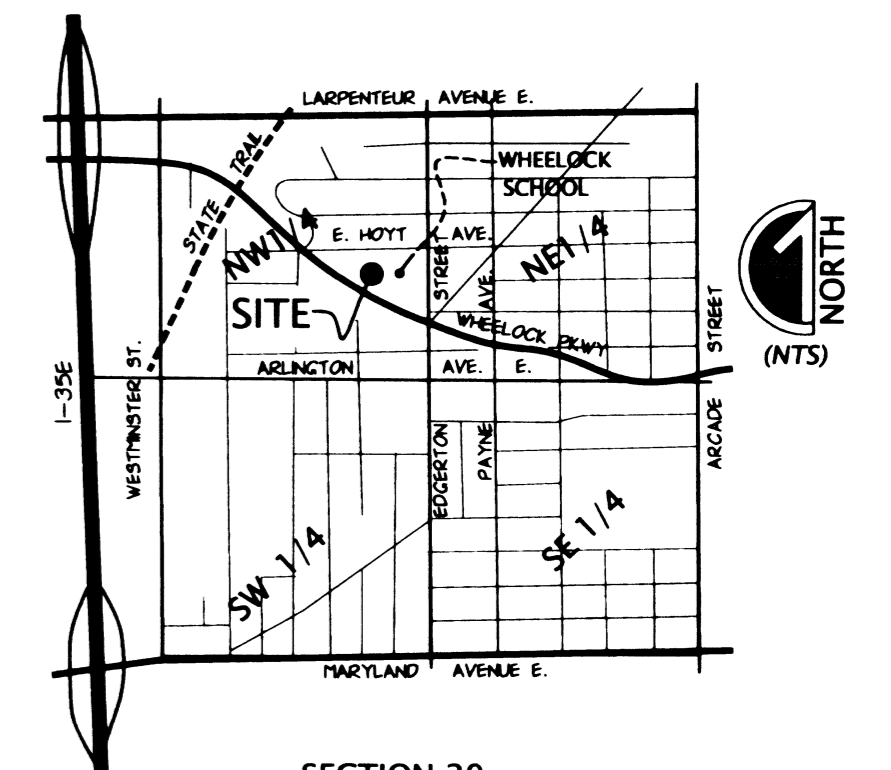 LARPENTEUR AVENUE E.
STATE TRAIL
WHEELOCK
SCHOOL
NW1/4
E. HOYT AVE.
NE1/4
SITE
WHEELOCK PKWY
NORTH
(NTS)
ARLINGTON AVE. E.
I-35E
WESTMINSTER ST.
EDGERTON STREET
PAYNE AVE.
ARCADE STREET
SW 1/4
SE 1/4
MARYLAND AVENUE E.